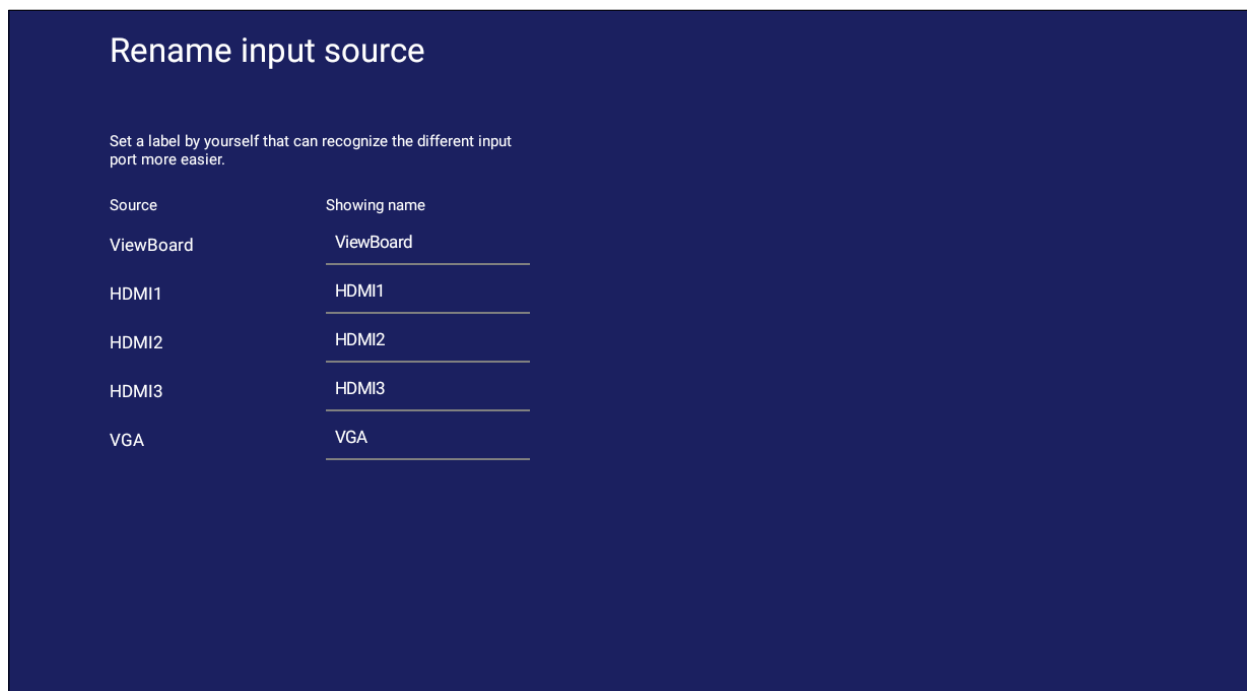 Rename input source
Set a label by yourself that can recognize the different input
port more easier.
Source Showing name
ViewBoard ViewBoard
HDMI1 HDMI1
HDMI2 HDMI2
HDMI3 HDMI3
VGA VGA